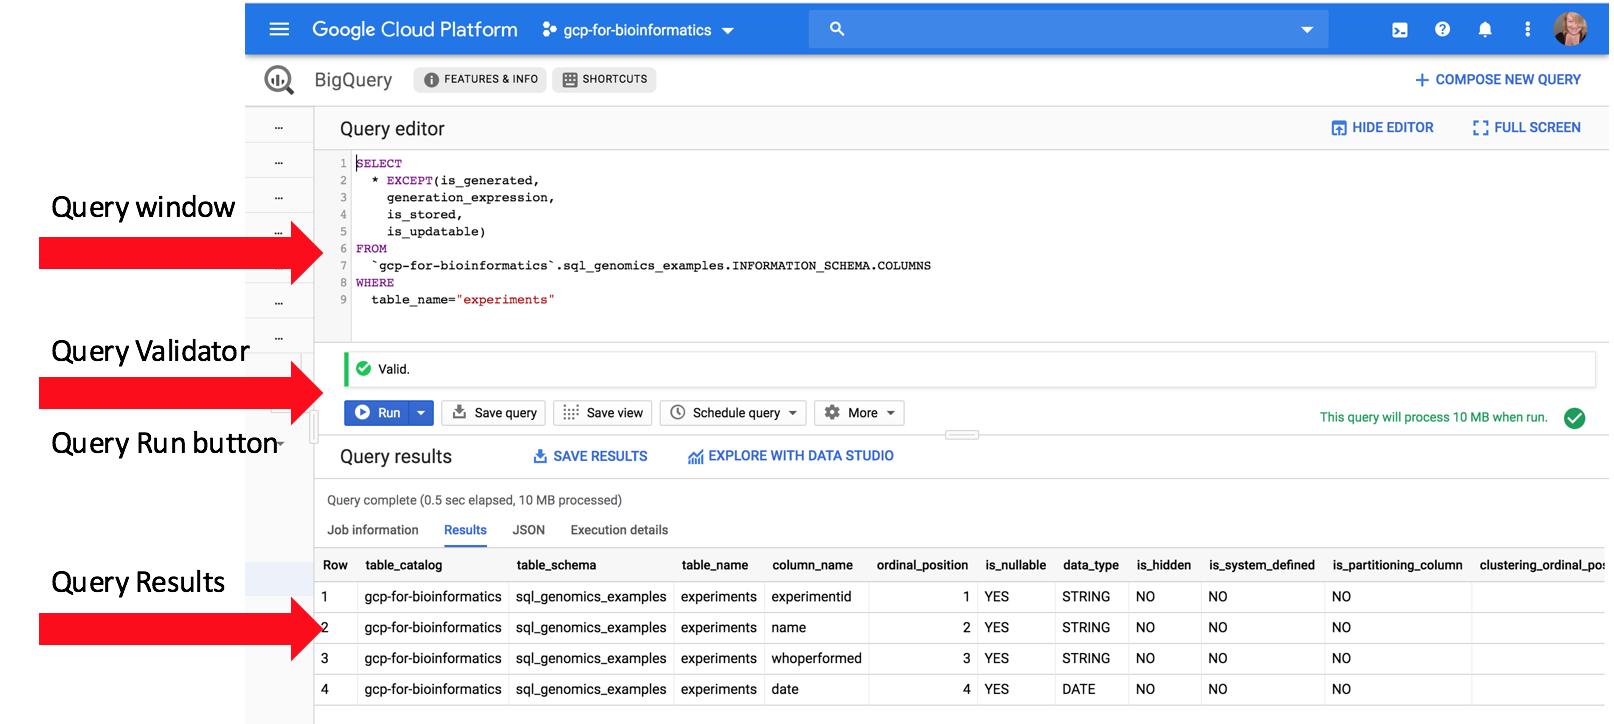 Google Cloud Platform
gcp-for-bioinformatics
BigQuery
FEATURES & INFO
SHORTCUTS
COMPOSE NEW QUERY
Query editor
HIDE EDITOR
FULL SCREEN
1 SELECT
2 * EXCEPT(is_generated,
3 generation_expression,
4 is_stored,
5 is_updatable)
6 FROM
7 `gcp-for-bioinformatics`.sql_genomics_examples.INFORMATION_SCHEMA.COLUMNS
8 WHERE
9 table_name="experiments"
Query window
Query Validator
Valid.
Run
Save query
Save view
Schedule query
More
This query will process 10 MB when run.
Query Run button
Query results
SAVE RESULTS
EXPLORE WITH DATA STUDIO
Query complete (0.5 sec elapsed, 10 MB processed)
Job information Results JSON Execution details
Query Results
Row table_catalog table_schema table_name column_name ordinal_position is_nullable data_type is_hidden is_system_defined is_partitioning_column clustering_ordinal_pos
1 gcp-for-bioinformatics sql_genomics_examples experiments experimentid 1 YES STRING NO NO NO
2 gcp-for-bioinformatics sql_genomics_examples experiments name 2 YES STRING NO NO NO
3 gcp-for-bioinformatics sql_genomics_examples experiments whoperformed 3 YES STRING NO NO NO
4 gcp-for-bioinformatics sql_genomics_examples experiments date 4 YES DATE NO NO NO